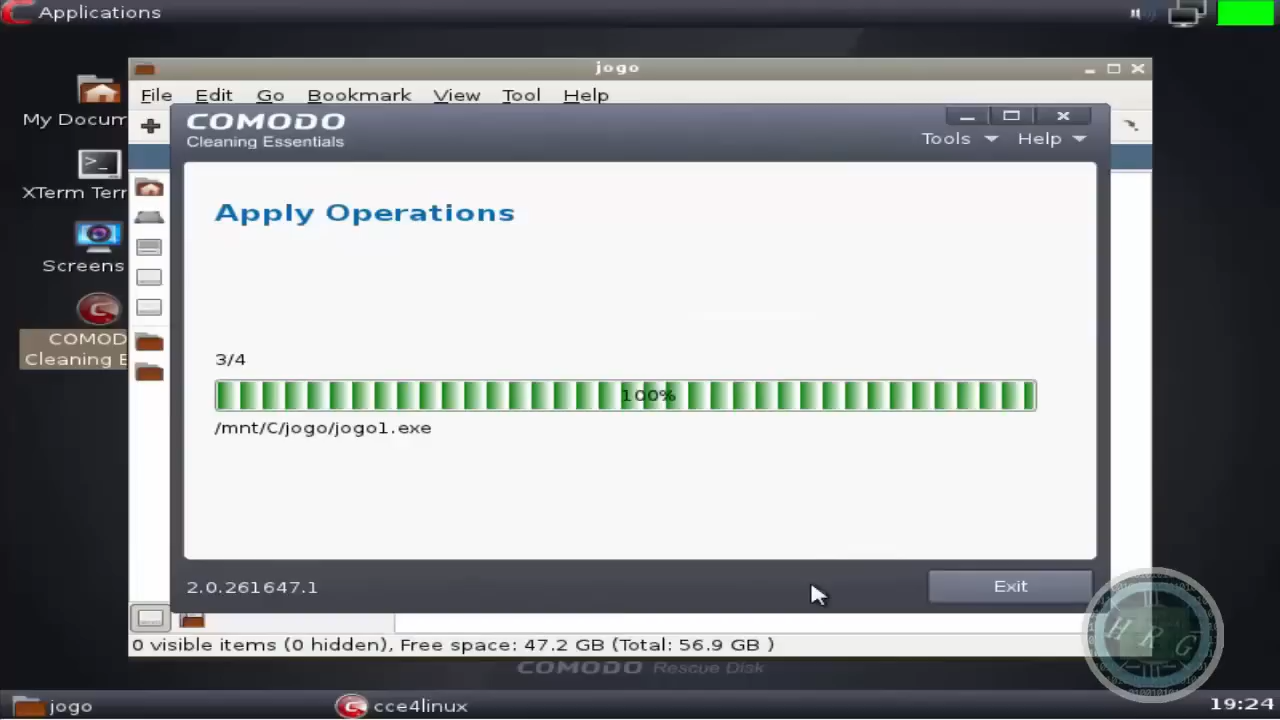 Applications
jogo
File Edit Go Bookmark View Tool Help
My Docum
XTerm Terr
Screens
COMOD
Cleaning E
COMODO
Cleaning Essentials
Tools Help
Apply Operations
3/4
100%
/mnt/C/jogo/jogo1.exe
2.0.261647.1
Exit
0 visible items (0 hidden), Free space: 47.2 GB (Total: 56.9 GB )
COMODO Rescue Disk
HRG
jogo
cce4linux
19:24